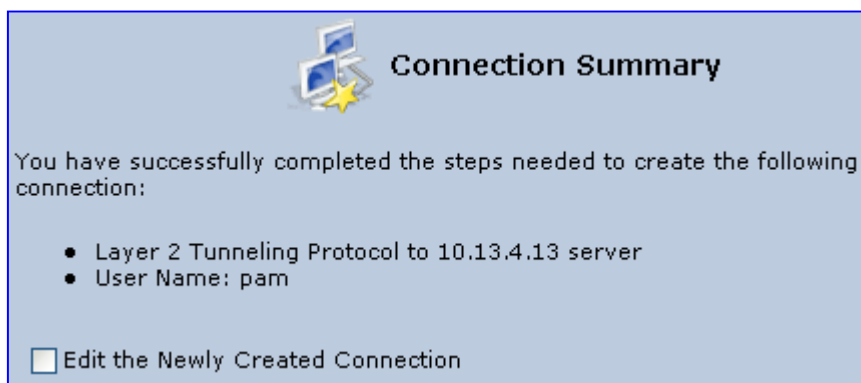 Connection Summary
You have successfully completed the steps needed to create the following
connection:
● Layer 2 Tunneling Protocol to 10.13.4.13 server
● User Name: pam
Edit the Newly Created Connection